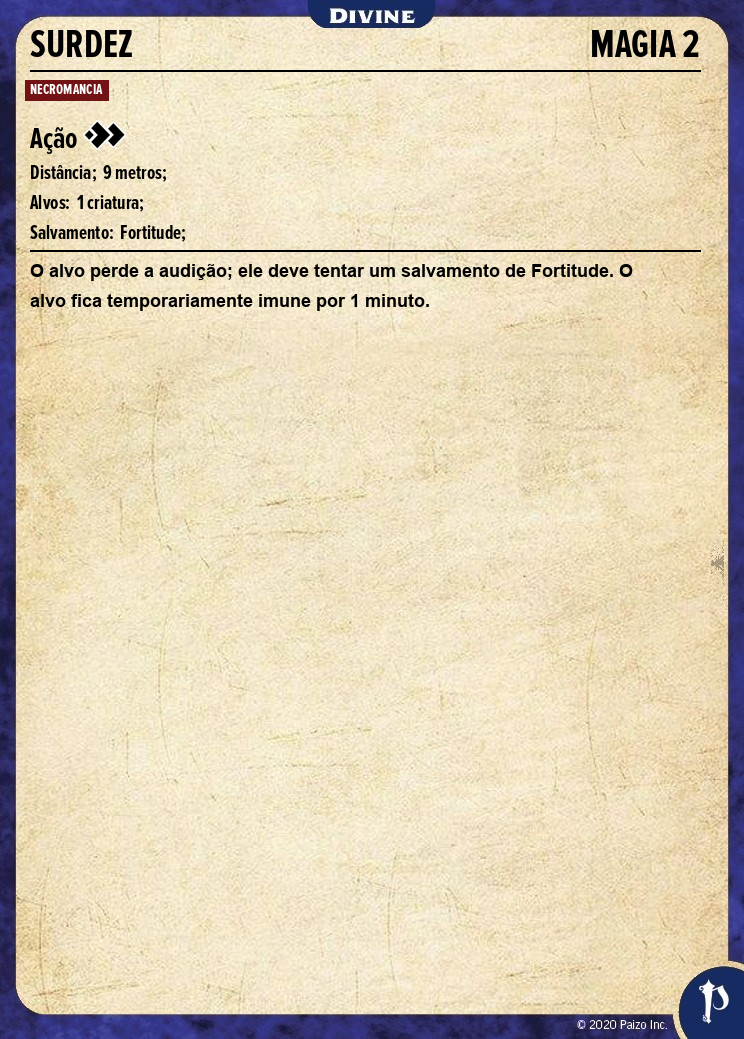 DIVINE
SURDEZ MAGIA 2
NECROMANCIA
Ação
Distância; 9 metros;
Alvos: 1 criatura;
Salvamento: Fortitude;
O alvo perde a audição; ele deve tentar um salvamento de Fortitude. O
alvo fica temporariamente imune por 1 minuto.
© 2020 Paizo Inc.